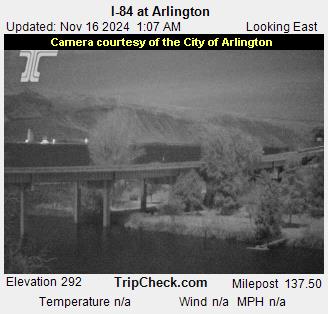 I-84 at Arlington
Updated: Nov 16 2024 1:07 AM Looking East
Camera courtesy of the City of Arlington
Elevation 292 TripCheck.com Milepost 137.50
Temperature n/a Wind n/a MPH n/a